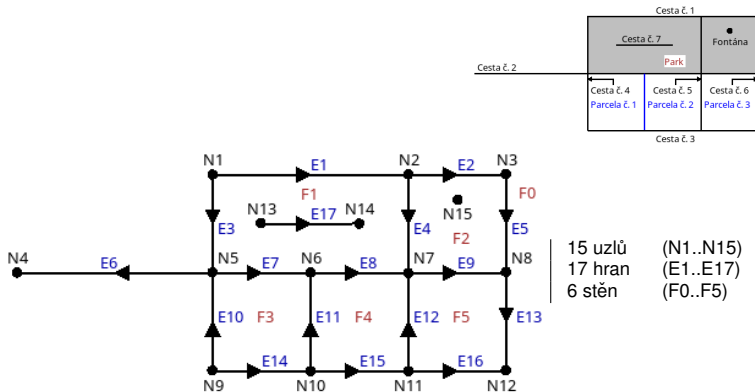 Cesta č. 1
Cesta č. 7
Fontána
Park
Cesta č. 2
Cesta č. 4
Cesta č. 5
Cesta č. 6
Parcela č. 1
Parcela č. 2
Parcela č. 3
Cesta č. 3
N1
E1
N2
E2
N3
F1
F0
N13
E17
N14
N15
E3
E4
F2
E5
N4
E6
N5
E7
N6
E8
N7
E9
N8
15 uzlů (N1..N15)
17 hran (E1..E17)
6 stěn (F0..F5)
E10
F3
E11
F4
E12
F5
E13
E14
E15
E16
N9
N10
N11
N12